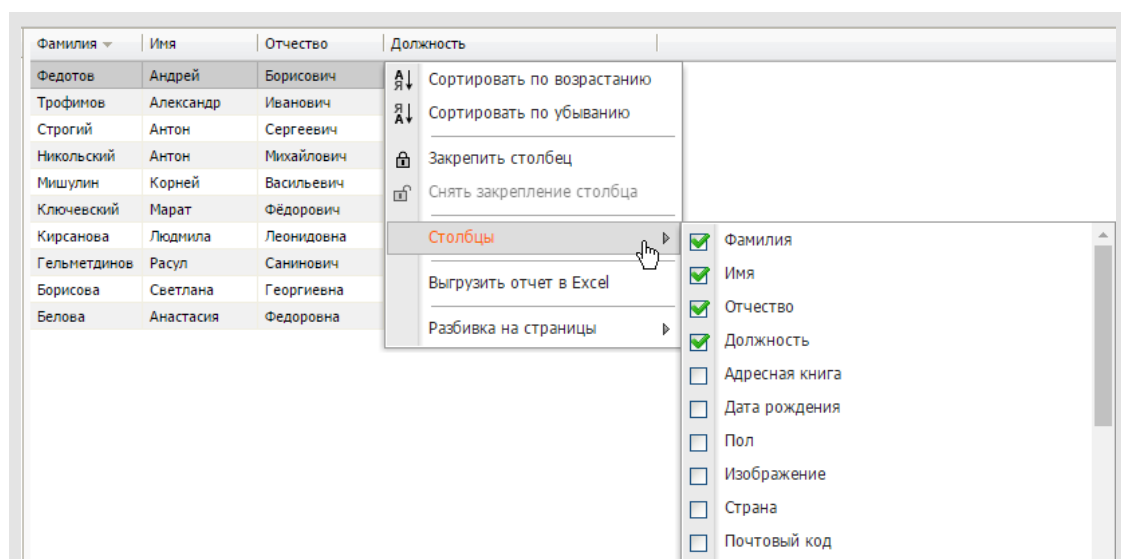 Фамилия Имя Отчество Должность
Федотов Андрей Борисович
Трофимов Александр Иванович
Строгий Антон Сергеевич
Никольский Антон Михайлович
Мишулин Корней Васильевич
Ключевский Марат Фёдорович
Кирсанова Людмила Леонидовна
Гельметдинов Расул Санинович
Борисова Светлана Георгиевна
Белова Анастасия Федоровна
Сортировать по возрастанию
Сортировать по убыванию
Закрепить столбец
Снять закрепление столбца
Столбцы
Выгрузить отчет в Excel
Разбивка на страницы
Фамилия
Имя
Отчество
Должность
Адресная книга
Дата рождения
Пол
Изображение
Страна
Почтовый код